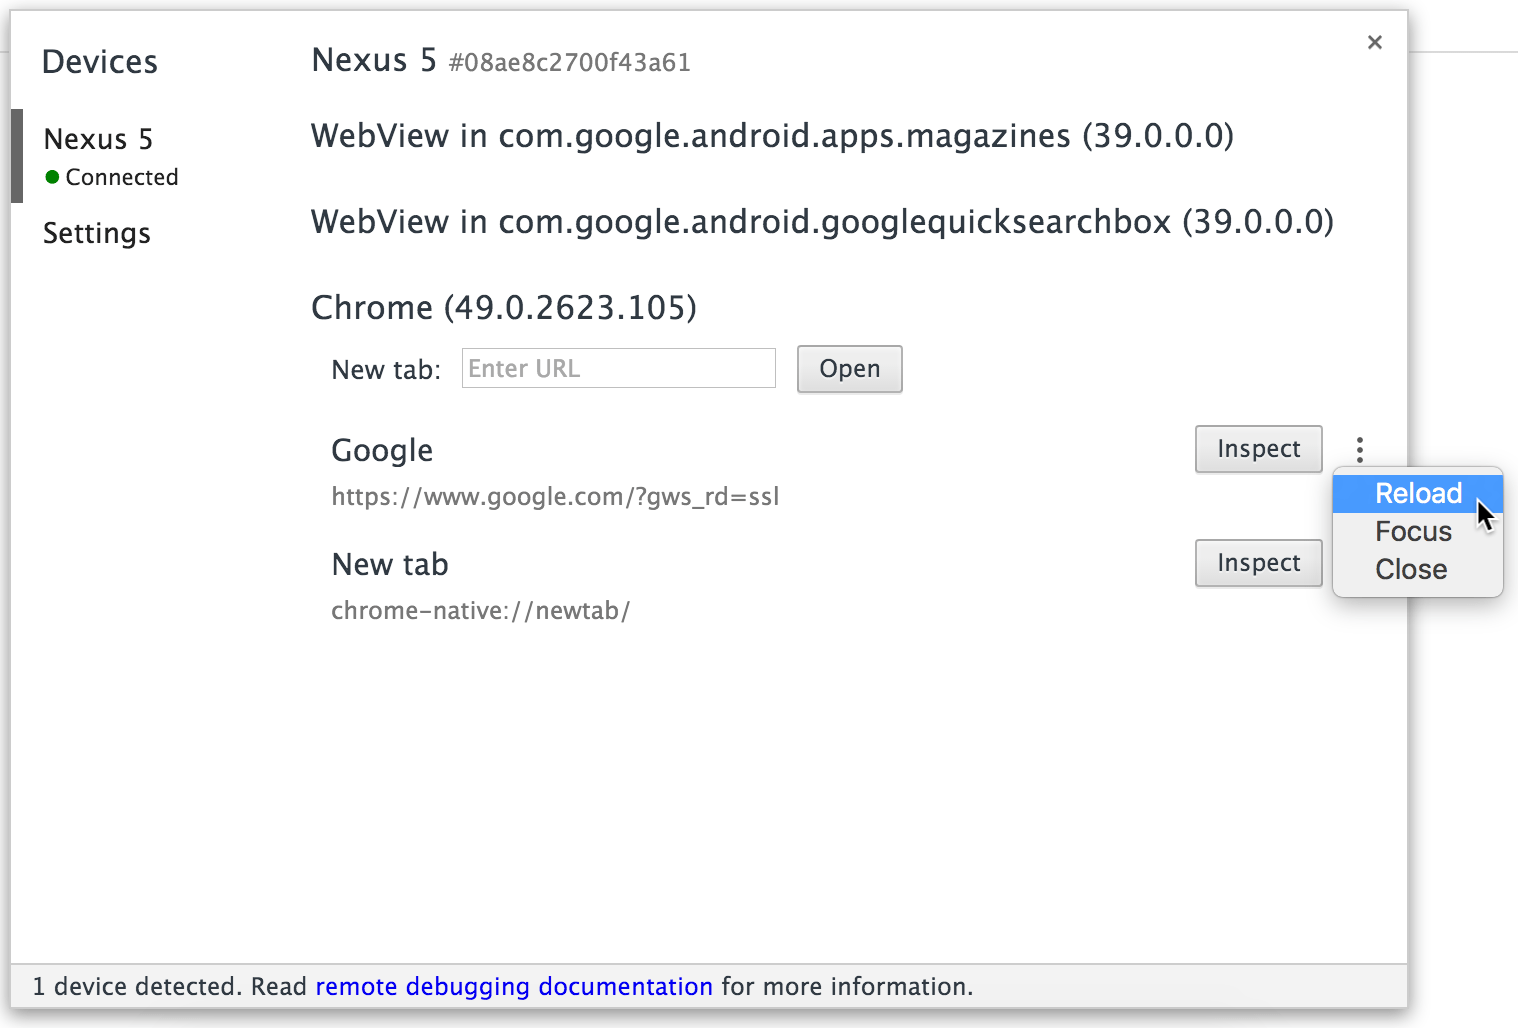 Devices
Nexus 5
Connected
Settings
Nexus 5 #08ae8c2700f43a61
WebView in com.google.android.apps.magazines (39.0.0.0)
WebView in com.google.android.googlequicksearchbox (39.0.0.0)
Chrome (49.0.2623.105)
New tab: Enter URL Open
Google Inspect
https://www.google.com/?gws_rd=ssl
New tab Inspect
chrome-native://newtab/
Reload
Focus
Close
1 device detected. Read remote debugging documentation for more information.